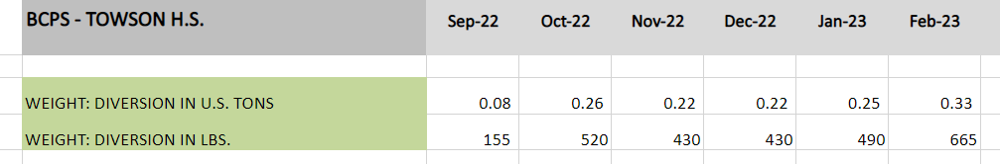 BCPS - TOWSON H.S. Sep-22 Oct-22 Nov-22 Dec-22 Jan-23 Feb-23
WEIGHT: DIVERSION IN U.S. TONS 0.08 0.26 0.22 0.22 0.25 0.33
WEIGHT: DIVERSION IN LBS. 155 520 430 430 490 665